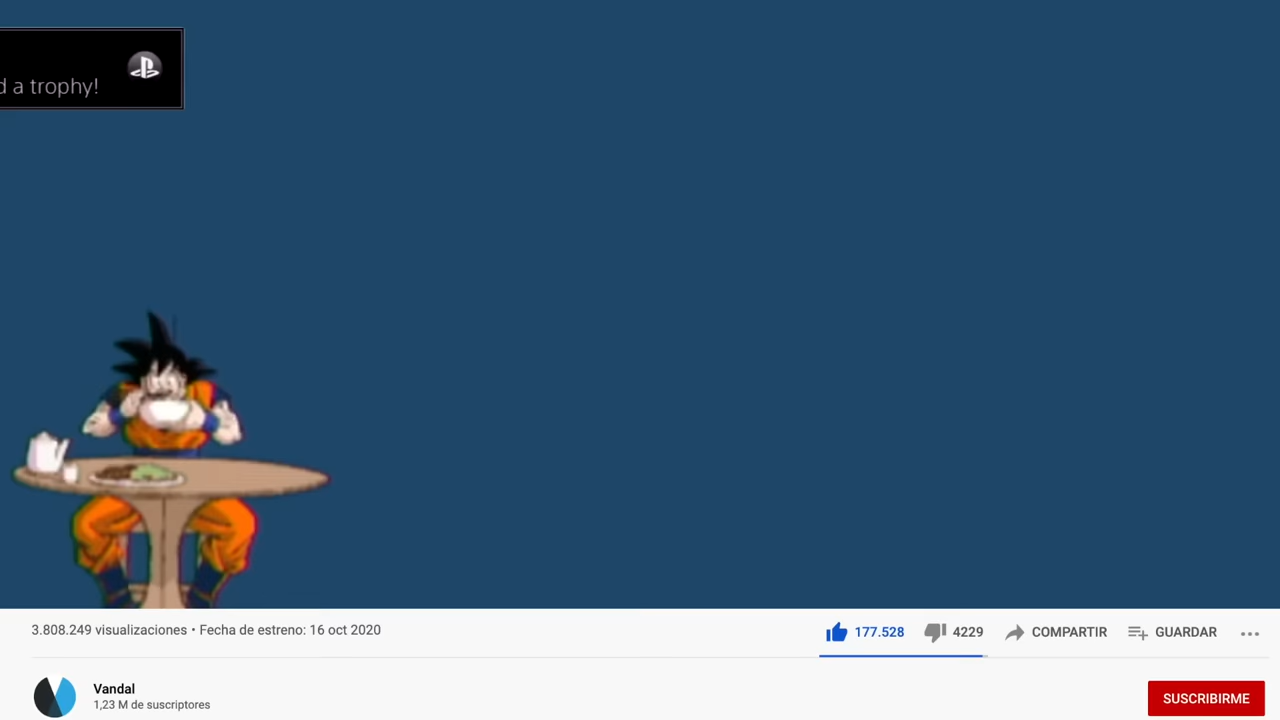 d a trophy!
3.808.249 visualizaciones • Fecha de estreno: 16 oct 2020
177.528
4229
COMPARTIR
GUARDAR
Vandal
1,23 M de suscriptores
SUSCRIBIRME